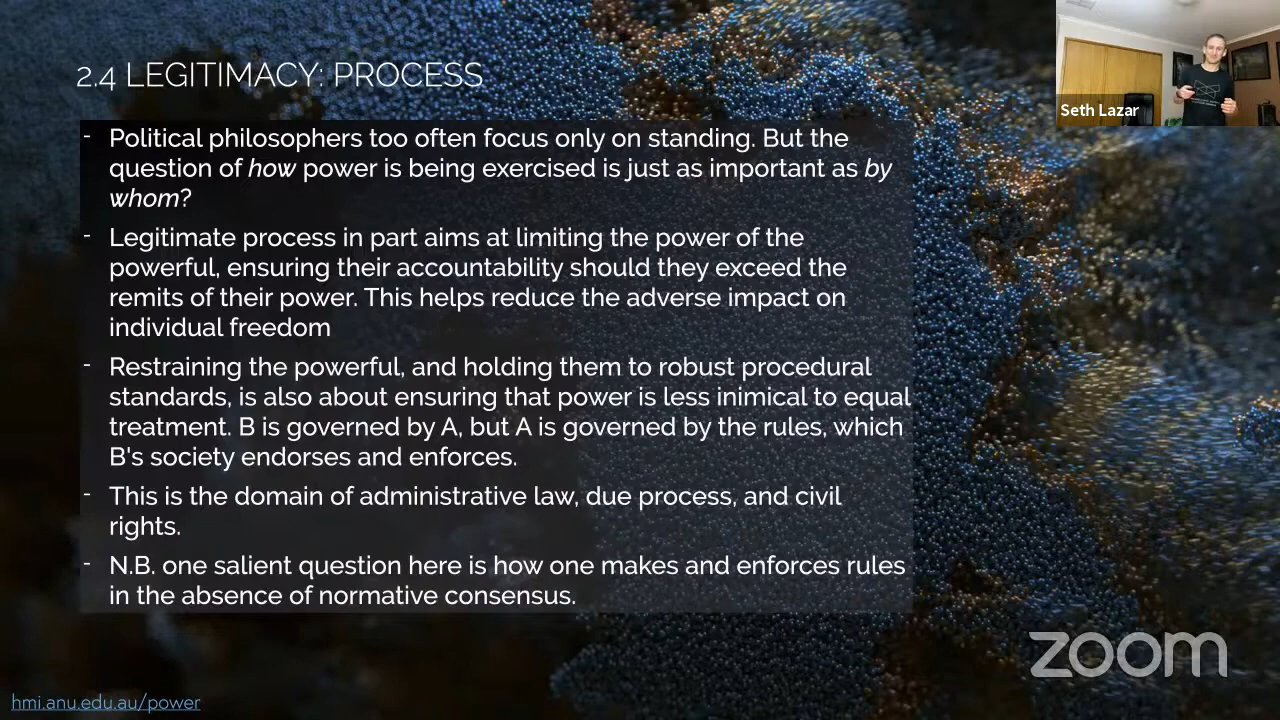 2.4 LEGITIMACY: PROCESS
Seth Lazar
- Political philosophers too often focus only on standing. But the
question of how power is being exercised is just as important as by
whom?
- Legitimate process in part aims at limiting the power of the
powerful, ensuring their accountability should they exceed the
remits of their power. This helps reduce the adverse impact on
individual freedom
- Restraining the powerful, and holding them to robust procedural
standards, is also about ensuring that power is less inimical to equal
treatment. B is governed by A, but A is governed by the rules, which
B's society endorses and enforces.
- This is the domain of administrative law, due process, and civil
rights.
- N.B. one salient question here is how one makes and enforces rules
in the absence of normative consensus.
zoom
hmi.anu.edu.au/power